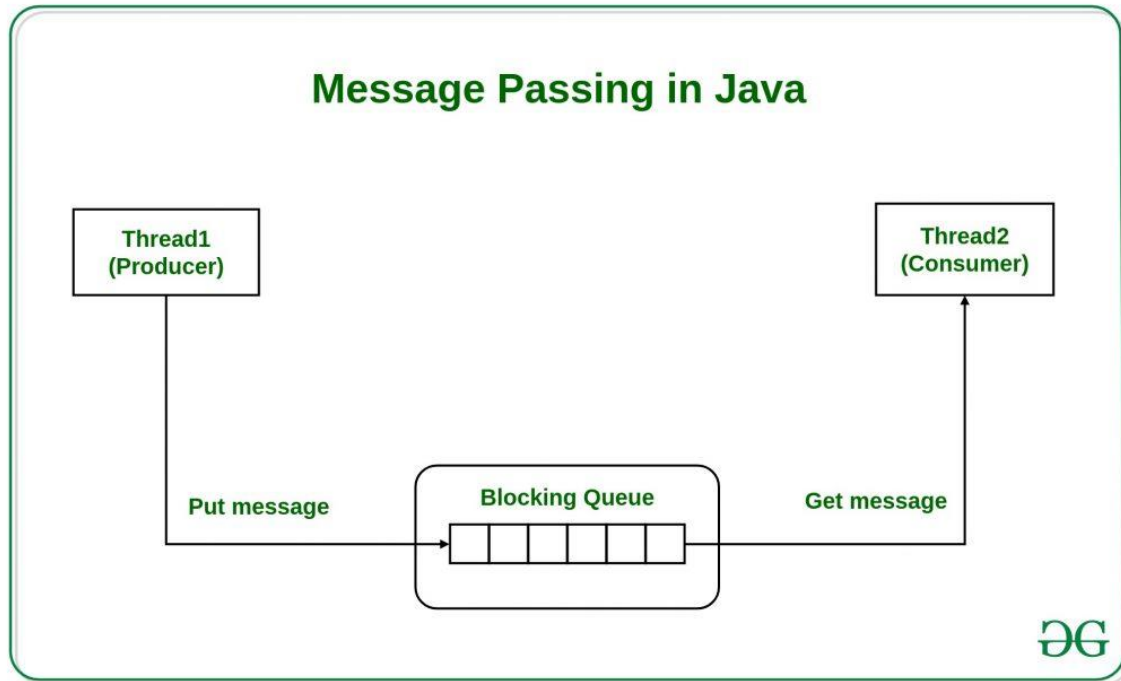 Message Passing in Java
Thread1
(Producer)
Thread2
(Consumer)
Put message
Blocking Queue
Get message